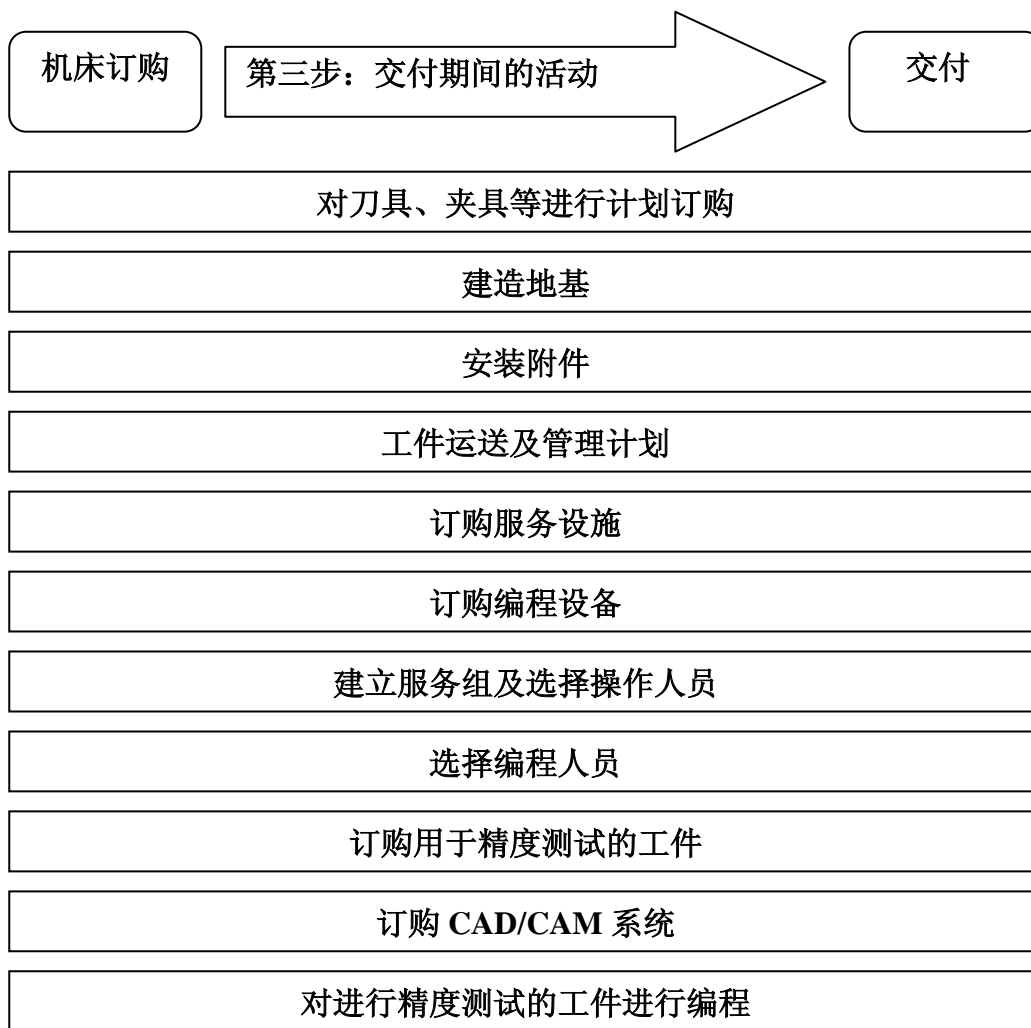 机床订购
第三步：交付期间的活动
交付
对刀具、夹具等进行计划订购
建造地基
安装附件
工件运送及管理计划
订购服务设施
订购编程设备
建立服务组及选择操作人员
选择编程人员
订购用于精度测试的工件
订购 CAD/CAM 系统
对进行精度测试的工件进行编程